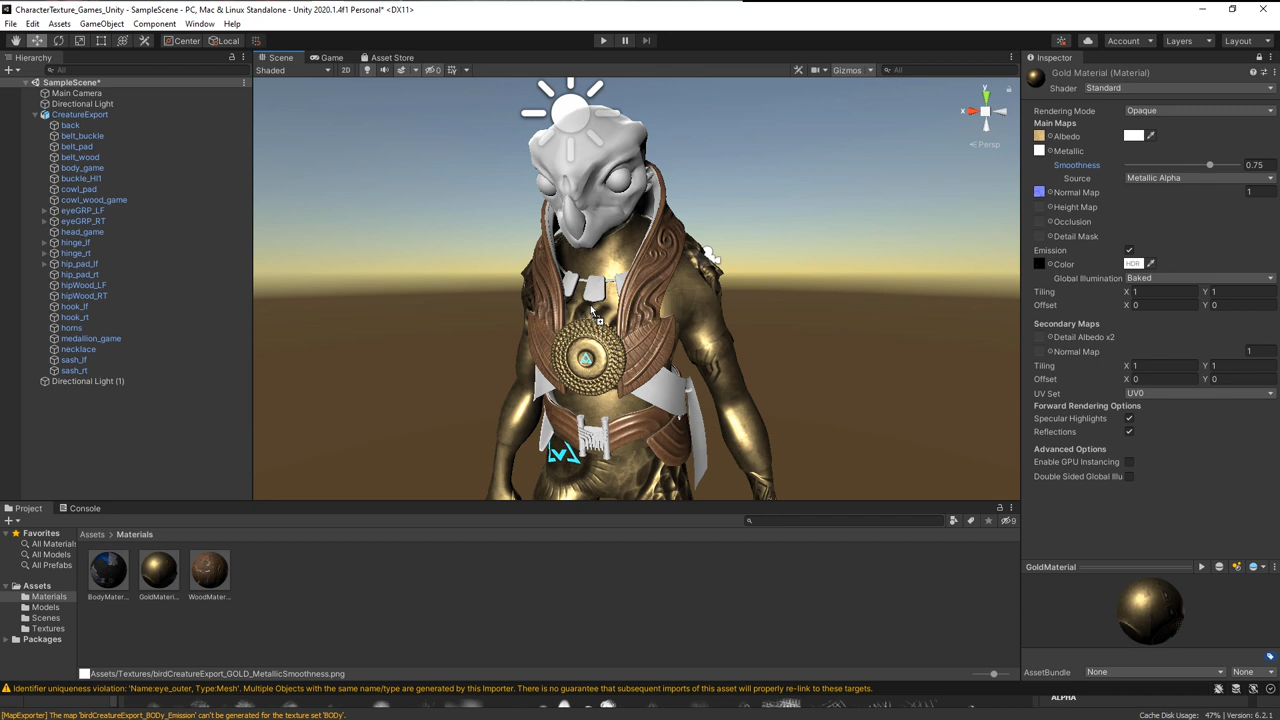 CharacterTexture_Games_Unity - SampleScene - PC, Mac & Linux Standalone - Unity 2020.1.4f1 Personal* <DX11>
File Edit Assets GameObject Component Window Help
Center Local Account Layers Layout
Hierarchy
All
SampleScene*
Main Camera
Directional Light
CreatureExport
back
belt_buckle
belt_pad
belt_wood
body_game
buckle_HI1
cowl_pad
cowl_wood_game
eyeGRP_LF
eyeGRP_RT
head_game
hinge_lf
hinge_rt
hip_pad_lf
hip_pad_rt
hipWood_LF
hipWood_RT
hook_lf
hook_rt
horns
medallion_game
necklace
sash_lf
sash_rt
Directional Light (1)
Scene Game Asset Store
Shaded 2D 0 Gizmos All
y
x
Persp
Inspector
Gold Material (Material)
Shader Standard
Rendering Mode Opaque
Main Maps
Albedo
Metallic
Smoothness 0.75
Source Metallic Alpha
Normal Map 1
Height Map
Occlusion
Detail Mask
Emission
Color HDR
Global Illumination Baked
Tiling X 1 Y 1
Offset X 0 Y 0
Secondary Maps
Detail Albedo x2
Normal Map 1
Tiling X 1 Y 1
Offset X 0 Y 0
UV Set UV0
Forward Rendering Options
Specular Highlights
Reflections
Advanced Options
Enable GPU Instancing
Double Sided Global Illu
GoldMaterial
AssetBundle None None
Project Console
9
Favorites
All Materials
All Models
All Prefabs
Assets
Materials
Models
Scenes
Textures
Packages
Assets > Materials
BodyMater... GoldMateri... WoodMater...
Assets/Textures/birdCreatureExport_GOLD_MetallicSmoothness.png
Identifier uniqueness violation: 'Name:eye_outer, Type:Mesh'. Multiple Objects with the same name/type are generated by this Importer. There is no guarantee that subsequent imports of this asset will properly re-link to these targets.
ALPHA
[MapExporter] The map 'birdCreatureExport_BODy_Emission' can't be generated for the texture set 'BODy'.
Cache Disk Usage: 47% | Version: 6.2.1